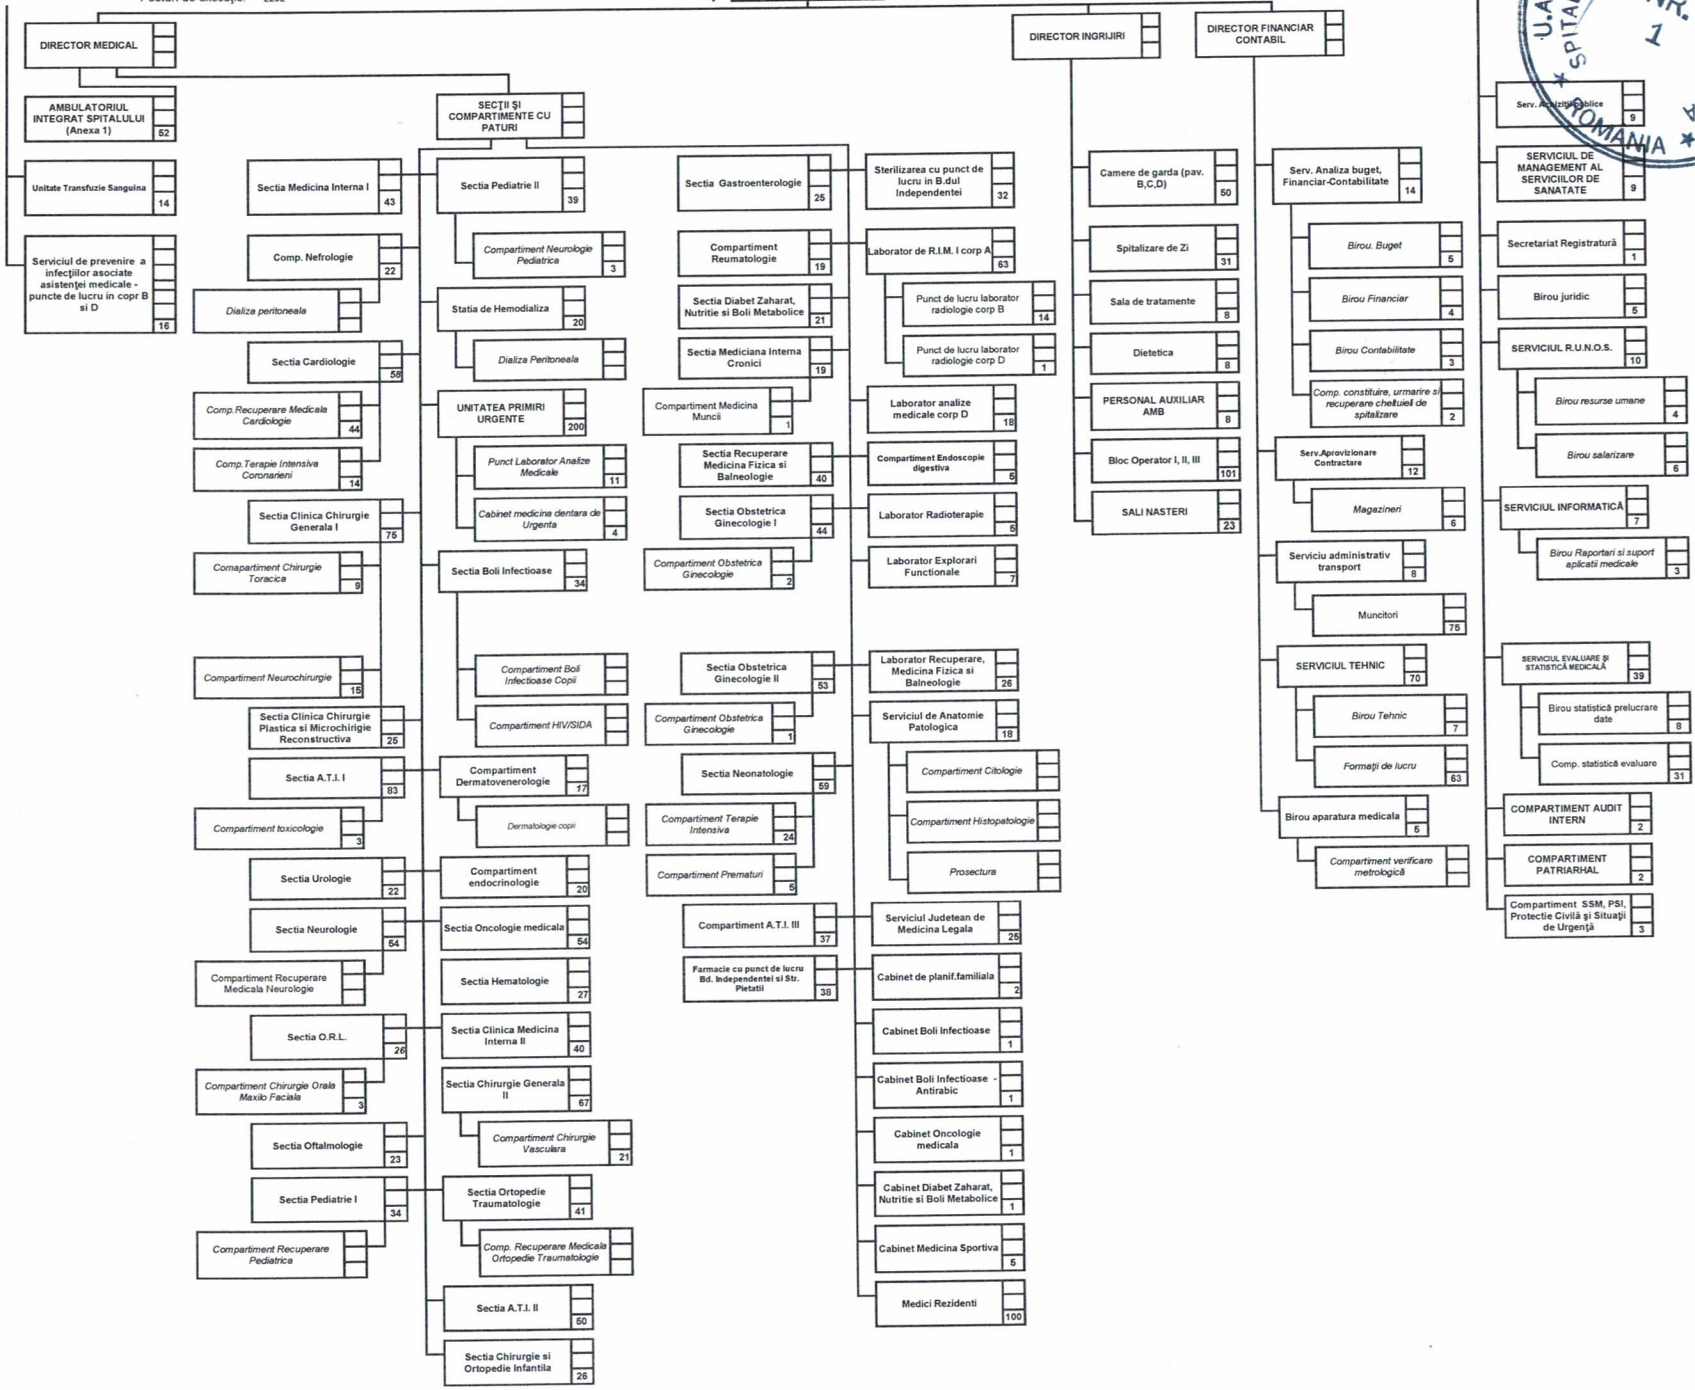 DIRECTOR MEDICAL
DIRECTOR INGRIJIRI
DIRECTOR FINANCIAR
CONTABIL
AMBULATORIUL
INTEGRAT SPITALULUI
(Anexa 1)
52
SECŢII ŞI
COMPARTIMENTE CU
PATURI
Unitate Transfuzie Sanguina
14
Serviciul de prevenire a
infecţiilor asociate
asistenţei medicale -
puncte de lucru in copr B
si D
16
Sectia Medicina Interna I
43
Comp. Nefrologie
22
Dializa peritoneala
Sectia Cardiologie
58
Comp.Recuperare Medicala
Cardiologie
44
Comp.Terapie Intensiva
Coronarieni
14
Sectia Clinica Chirurgie
Generala I
75
Comapartiment Chirurgie
Toracica
9
Compartiment Neurochirurgie
15
Sectia Clinica Chirurgie
Plastica si Microchirigie
Reconstructiva
25
Sectia A.T.I. I
83
Compartiment toxicologie
3
Sectia Urologie
22
Sectia Neurologie
54
Compartiment Recuperare
Medicala Neurologie
Sectia O.R.L.
26
Compartiment Chirurgie Orala
Maxilo Faciala
3
Sectia Oftalmologie
23
Sectia Pediatrie I
34
Compartiment Recuperare
Pediatrica
Sectia Pediatrie II
39
Compartiment Neurologie
Pediatrica
3
Statia de Hemodializa
20
Dializa Peritoneala
UNITATEA PRIMIRI
URGENTE
200
Punct Laborator Analize
Medicale
11
Cabinet medicina dentara de
Urgenta
4
Sectia Boli Infectioase
34
Compartiment Boli
Infectioase Copii
Compartiment HIV/SIDA
Compartiment
Dermatovenerologie
17
Dermatologie copii
Compartiment
endocrinologie
20
Sectia Oncologie medicala
54
Sectia Hematologie
27
Sectia Clinica Medicina
Interna II
40
Sectia Chirurgie Generala
II
67
Compartiment Chirurgie
Vasculara
21
Sectia Ortopedie
Traumatologie
41
Comp. Recuperare Medicala
Ortopedie Traumatologie
Sectia A.T.I. II
50
Sectia Chirurgie si
Ortopedie Infantila
26
Sectia Gastroenterologie
25
Compartiment
Reumatologie
19
Sectia Diabet Zaharat,
Nutritie si Boli Metabolice
21
Sectia Mediciana Interna
Cronici
19
Compartiment Medicina
Muncii
1
Sectia Recuperare
Medicina Fizica si
Balneologie
40
Sectia Obstetrica
Ginecologie I
44
Compartiment Obstetrica
Ginecologie
2
Sectia Obstetrica
Ginecologie II
53
Compartiment Obstetrica
Ginecologie
1
Sectia Neonatologie
59
Compartiment Terapie
Intensiva
24
Compartiment Prematuri
5
Compartiment A.T.I. III
37
Farmacie cu punct de lucru
Bd. Independentei si Str.
Pietatii
38
Sterilizarea cu punct de
lucru in B.dul
Independentei
32
Laborator de R.I.M. I corp A
63
Punct de lucru laborator
radiologie corp B
14
Punct de lucru laborator
radiologie corp D
1
Laborator analize
medicale corp D
18
Compartiment Endoscopie
digestiva
5
Laborator Radioterapie
5
Laborator Explorari
Functionale
7
Laborator Recuperare,
Medicina Fizica si
Balneologie
26
Serviciul de Anatomie
Patologica
18
Compartiment Citologie
Compartiment Histopatologie
Prosectura
Serviciul Judetean de
Medicina Legala
25
Cabinet de planif.familiala
2
Cabinet Boli Infectioase
1
Cabinet Boli Infectioase -
Antirabic
1
Cabinet Oncologie
medicala
1
Cabinet Diabet Zaharat,
Nutritie si Boli Metabolice
1
Cabinet Medicina Sportiva
5
Medici Rezidenti
100
Camere de garda (pav.
B,C,D)
50
Spitalizare de Zi
31
Sala de tratamente
8
Dietetica
8
PERSONAL AUXILIAR
AMB
8
Bloc Operator I, II, III
101
SALI NASTERI
23
Serv. Analiza buget,
Financiar-Contabilitate
14
Birou. Buget
5
Birou Financiar
4
Birou Contabilitate
3
Comp. constituire, urmarire si
recuperare cheltuieli de
spitalizare
2
Serv.Aprovizionare
Contractare
12
Magazineri
6
Serviciu administrativ
transport
8
Muncitori
75
SERVICIUL TEHNIC
70
Birou Tehnic
7
Formaţii de lucru
63
Birou aparatura medicala
5
Compartiment verificare
metrologică
Serv. Achiziţii publice
9
SERVICIUL DE
MANAGEMENT AL
SERVICIILOR DE
SANATATE
9
Secretariat Registratură
1
Birou juridic
5
SERVICIUL R.U.N.O.S.
10
Birou resurse umane
4
Birou salarizare
6
SERVICIUL INFORMATICĂ
7
Birou Raportari si suport
aplicatii medicale
3
SERVICIUL EVALUARE ŞI
STATISTICĂ MEDICALĂ
39
Birou statistică prelucrare
date
8
Comp. statistică evaluare
31
COMPARTIMENT AUDIT
INTERN
2
COMPARTIMENT
PATRIARHAL
2
Compartiment SSM, PSI,
Protectie Civilă şi Situaţii
de Urgenţă
3
NR.
1
ROMÂNIA